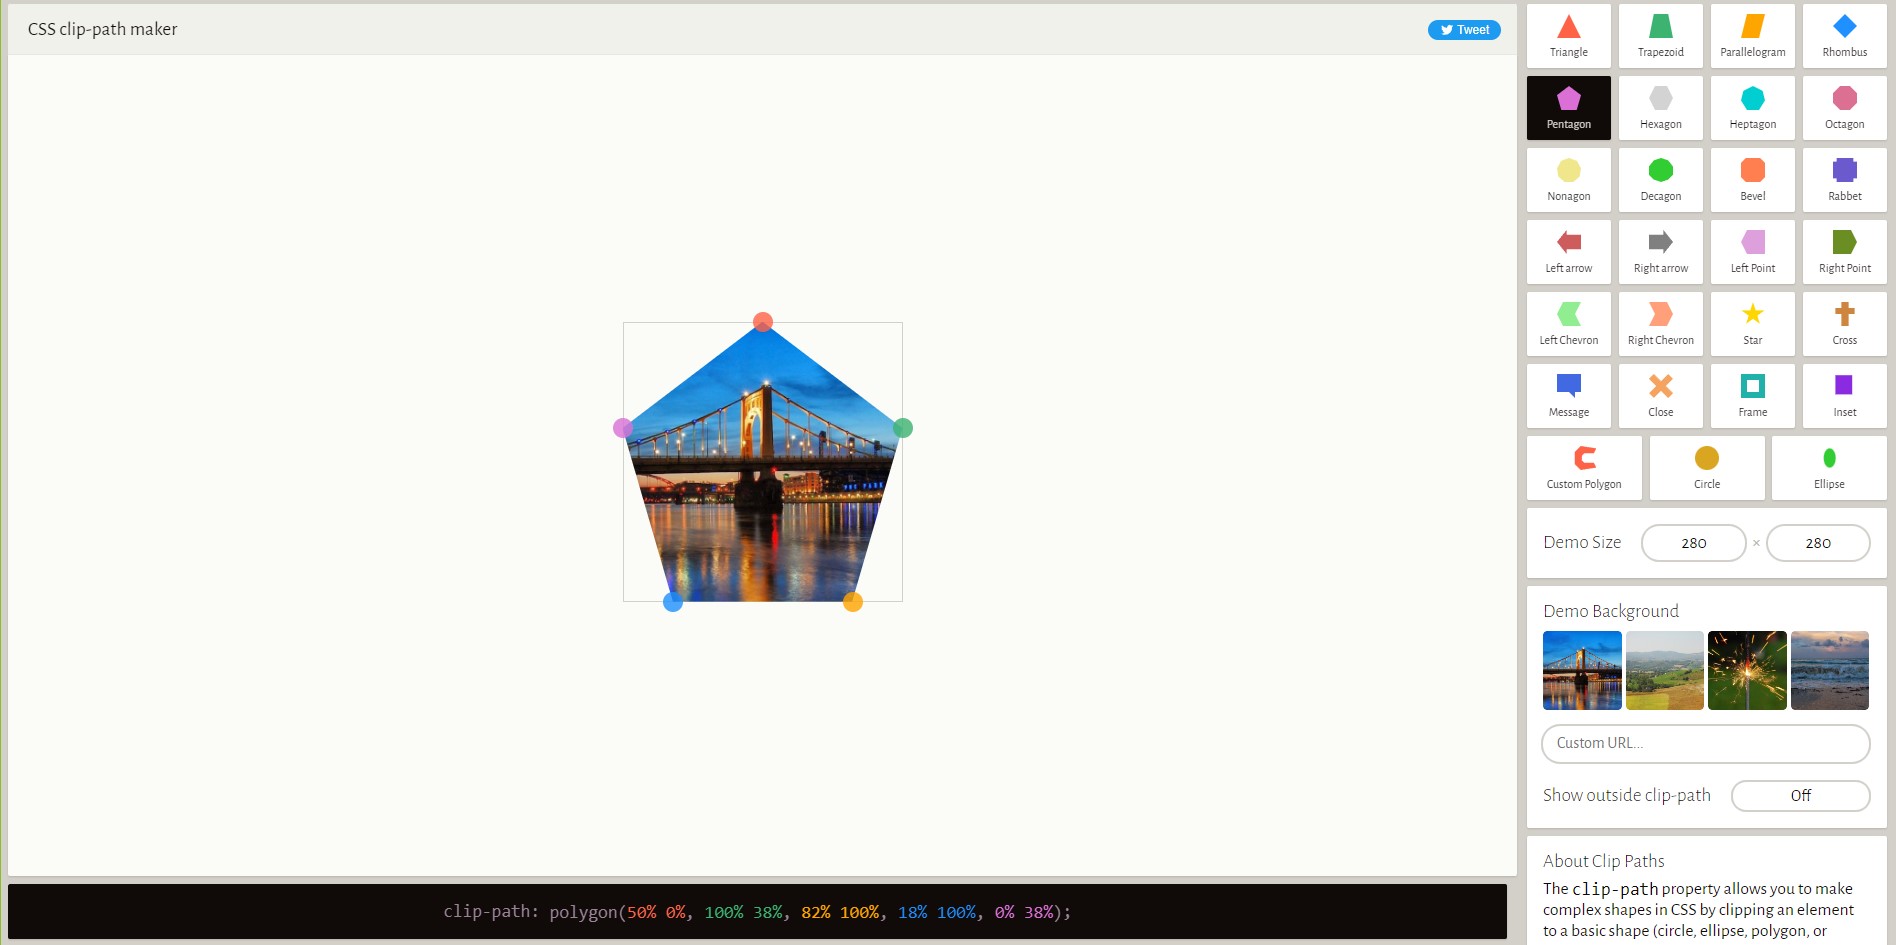 CSS clip-path maker
Tweet
Triangle
Trapezoid
Parallelogram
Rhombus
Pentagon
Hexagon
Heptagon
Octagon
Nonagon
Decagon
Bevel
Rabbet
Left arrow
Right arrow
Left Point
Right Point
Left Chevron
Right Chevron
Star
Cross
Message
Close
Frame
Inset
Custom Polygon
Circle
Ellipse
Demo Size 280 × 280
Demo Background
Custom URL...
Show outside clip-path Off
About Clip Paths
The clip-path property allows you to make
complex shapes in CSS by clipping an element
to a basic shape (circle, ellipse, polygon, or
clip-path: polygon(50% 0%, 100% 38%, 82% 100%, 18% 100%, 0% 38%);